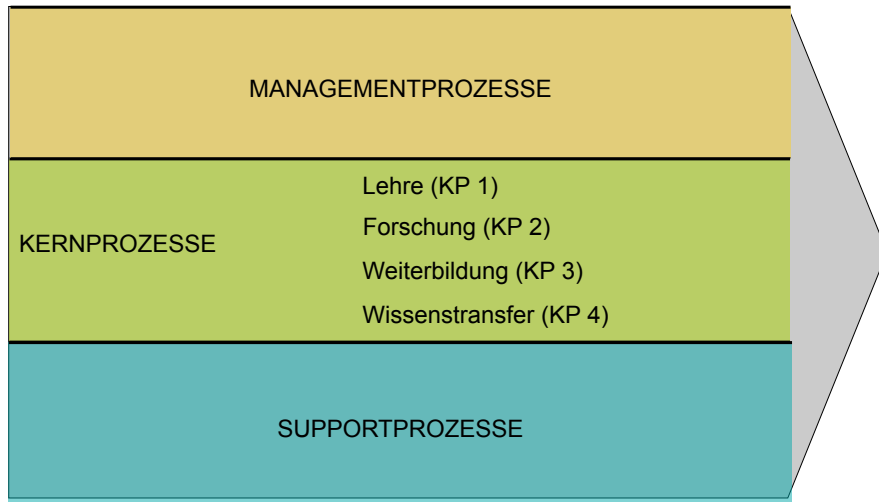 MANAGEMENTPROZESSE
Lehre (KP 1)
Forschung (KP 2)
KERNPROZESSE
Weiterbildung (KP 3)
Wissenstransfer (KP 4)
SUPPORTPROZESSE